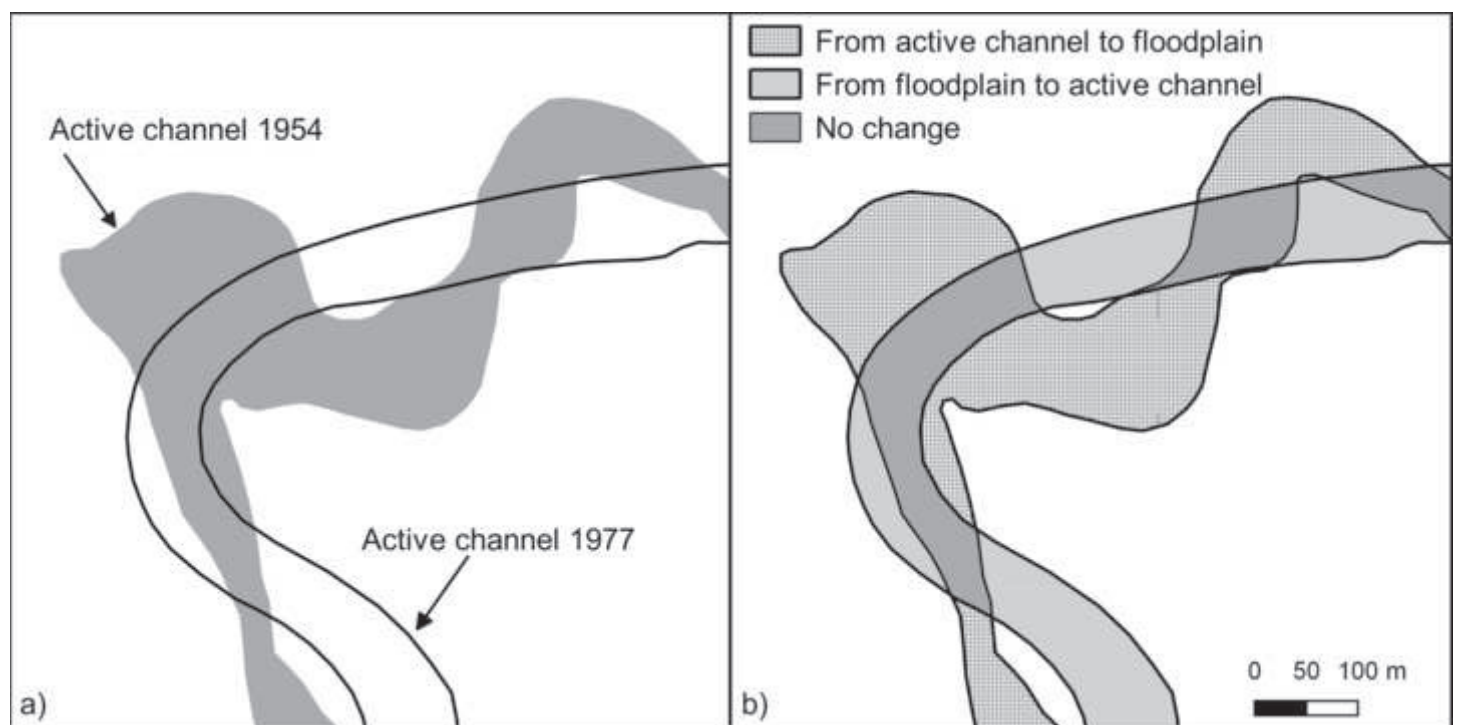 Active channel 1954
Active channel 1977
a)
From active channel to floodplain
From floodplain to active channel
No change
0 50 100 m
b)